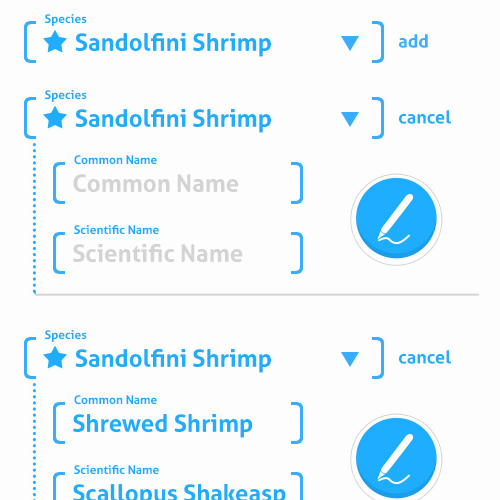 Species
Sandolfini Shrimp
add
Species
Sandolfini Shrimp
cancel
Common Name
Common Name
Scientific Name
Scientific Name
Species
Sandolfini Shrimp
cancel
Common Name
Shrewed Shrimp
Scientific Name
Scallopus Shakeasp